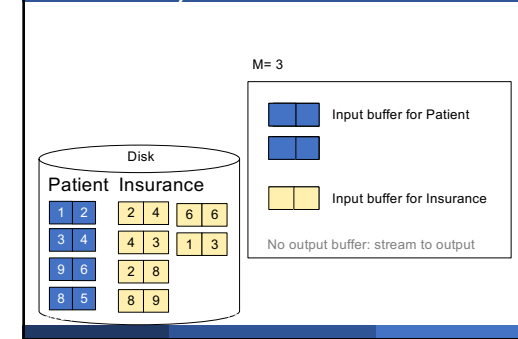 M= 3
Input buffer for Patient
Disk
Patient Insurance
1 2 2 4 6 6
Input buffer for Insurance
3 4 4 3 1 3
No output buffer: stream to output
9 6 2 8
8 5 8 9